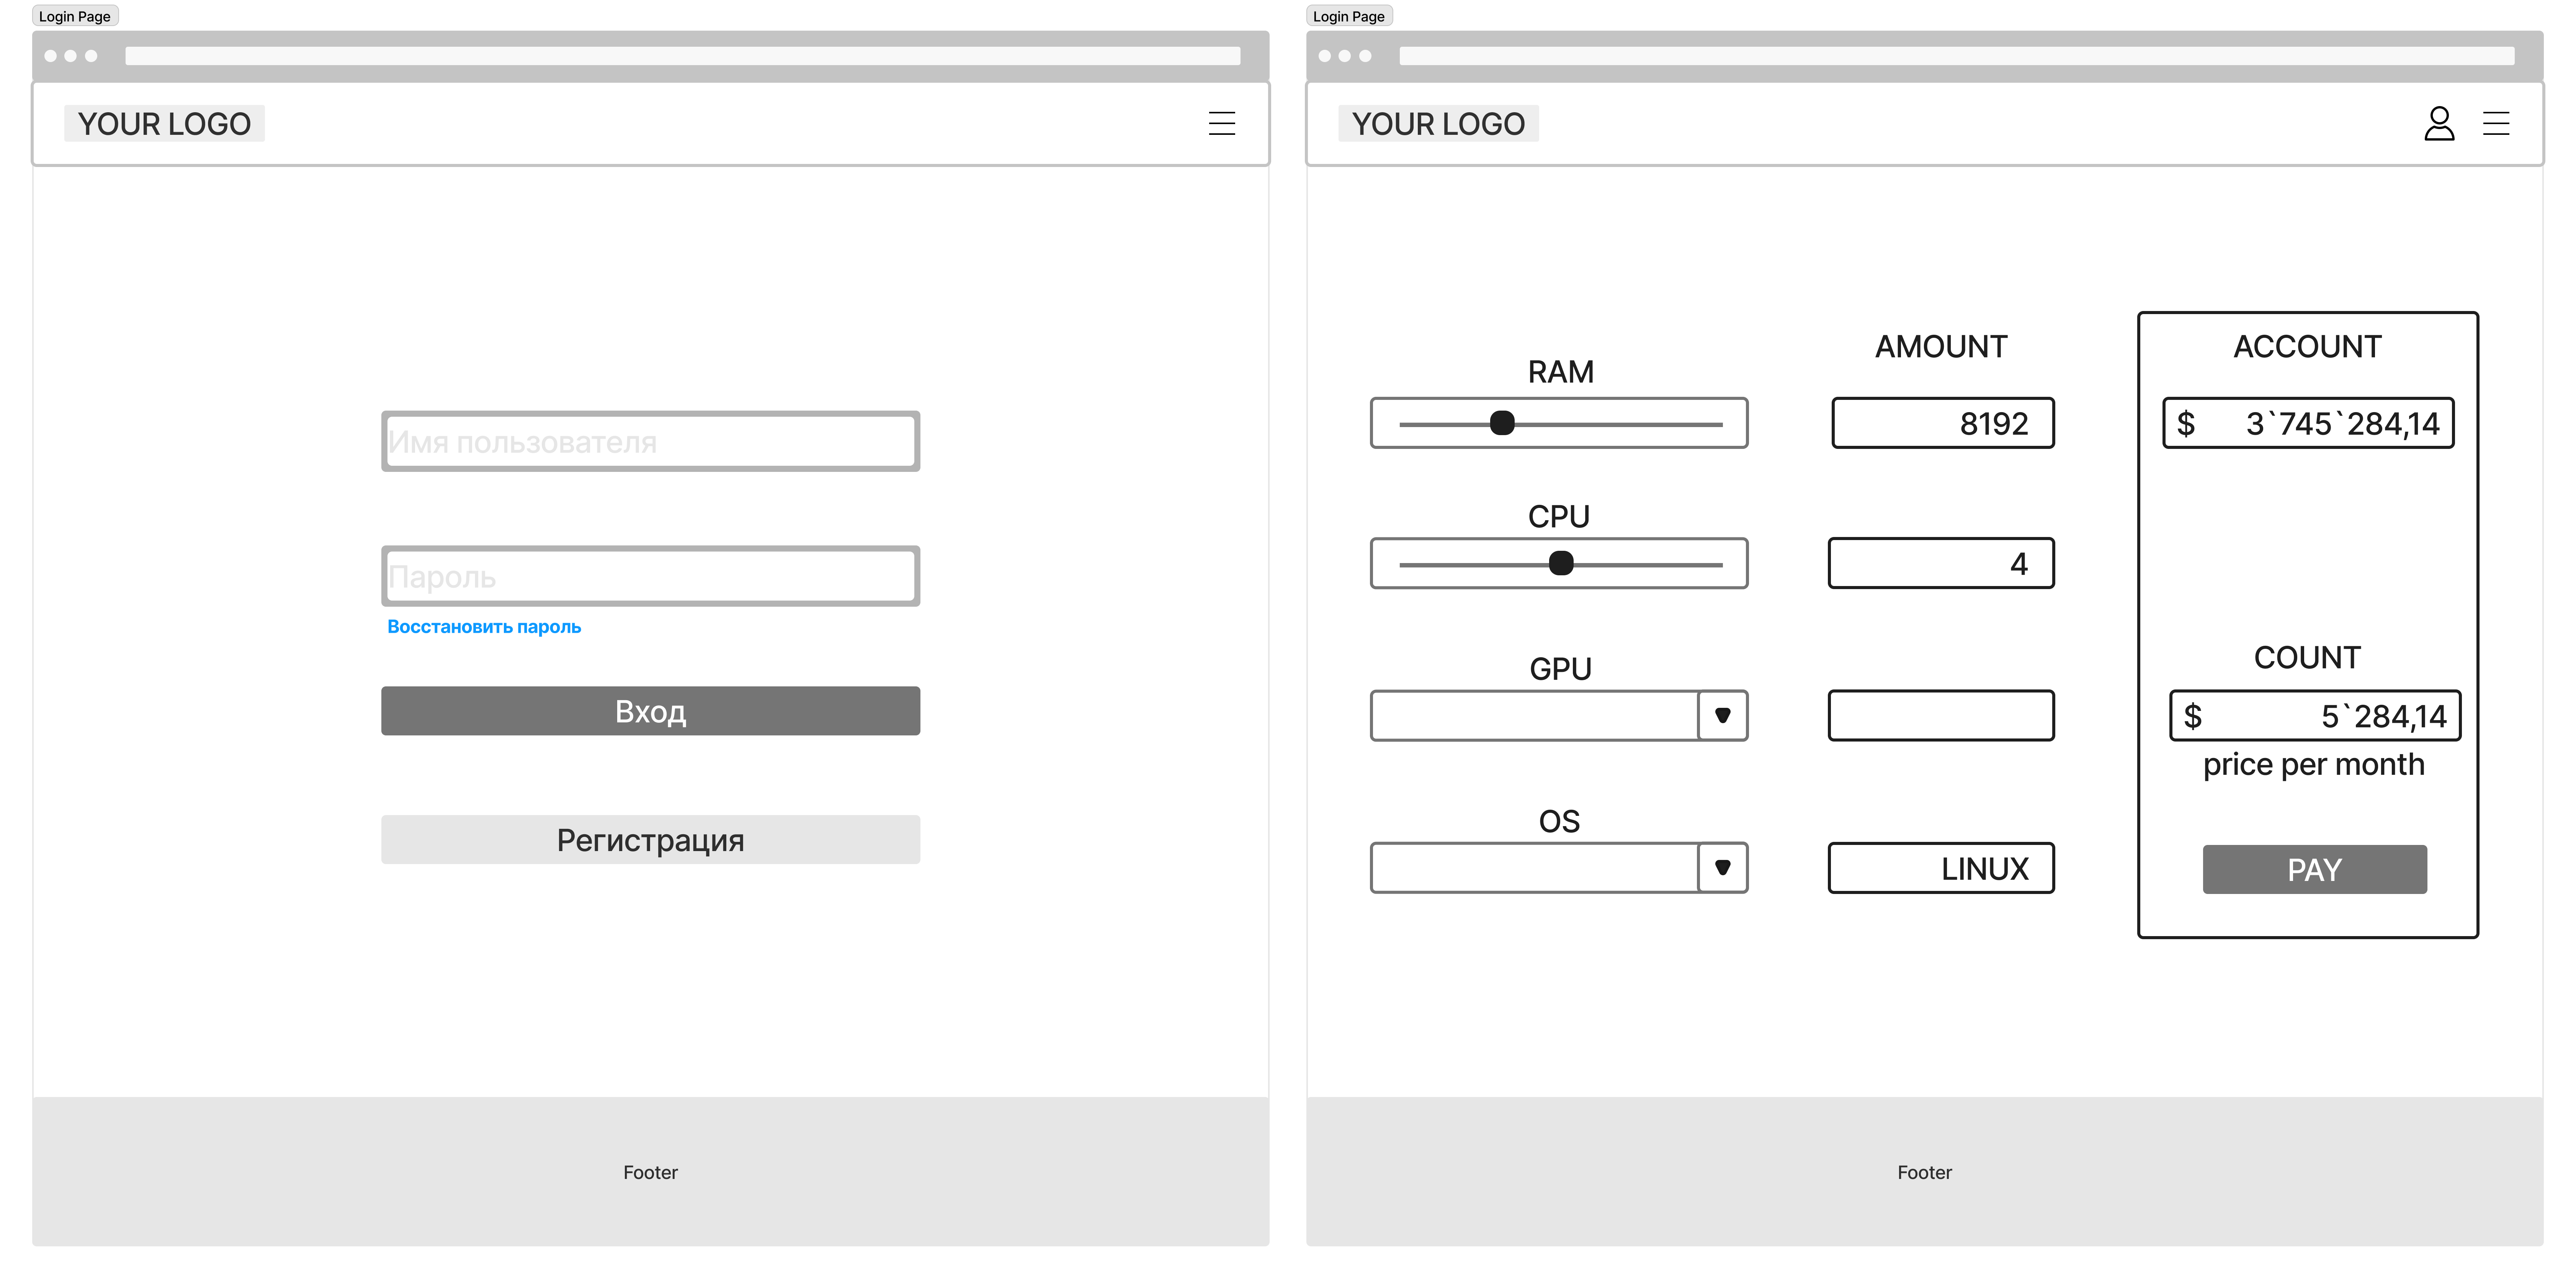 Login Page
YOUR LOGO
Имя пользователя
Пароль
Восстановить пароль
Вход
Регистрация
Footer
Login Page
YOUR LOGO
RAM
AMOUNT
8192
CPU
4
GPU
OS
LINUX
ACCOUNT
$ 3`745`284,14
COUNT
$ 5`284,14
price per month
PAY
Footer